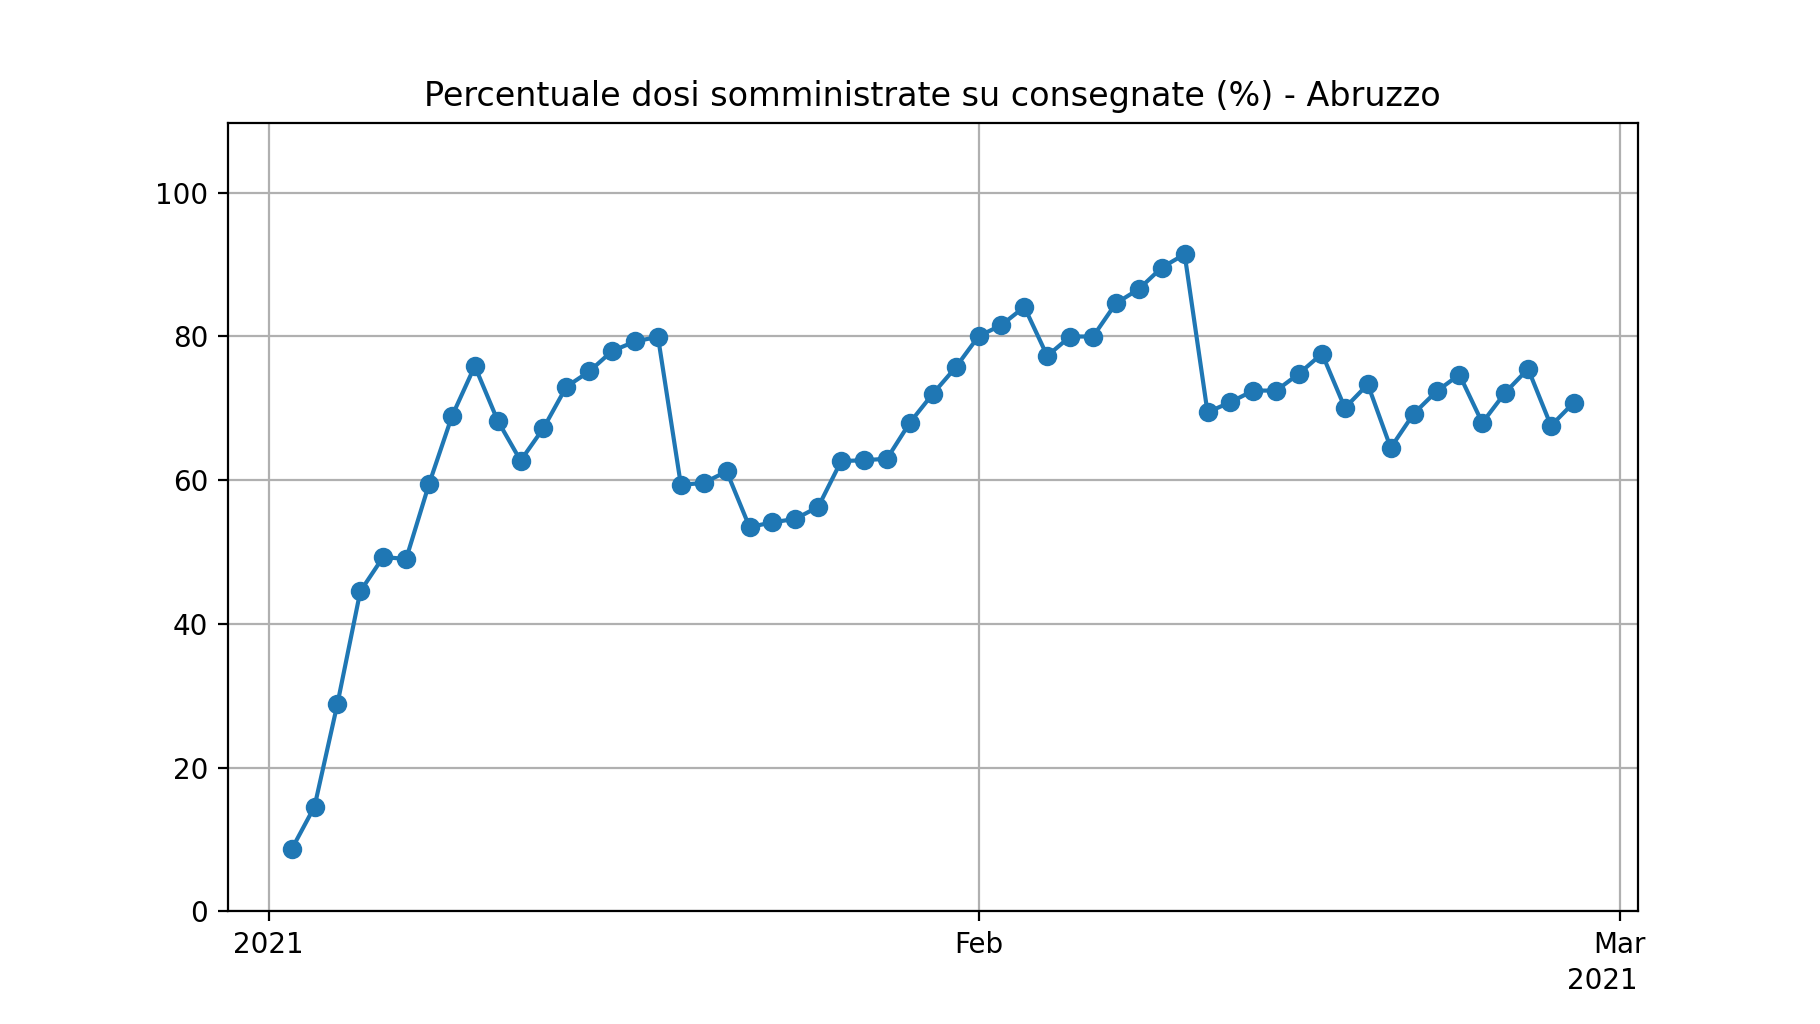 Percentuale dosi somministrate su consegnate (%) - Abruzzo
100
80
60
40
20
0
2021
Feb
Mar
2021